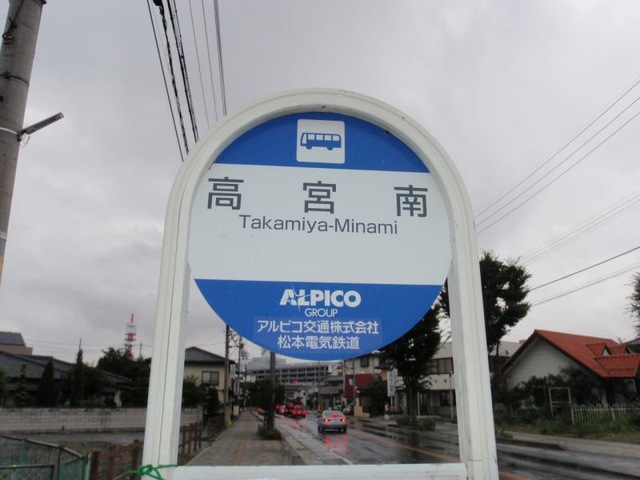 高宮南
Takamiya-Minami
ALPICO
GROUP
アルピコ交通株式会社
松本電気鉄道